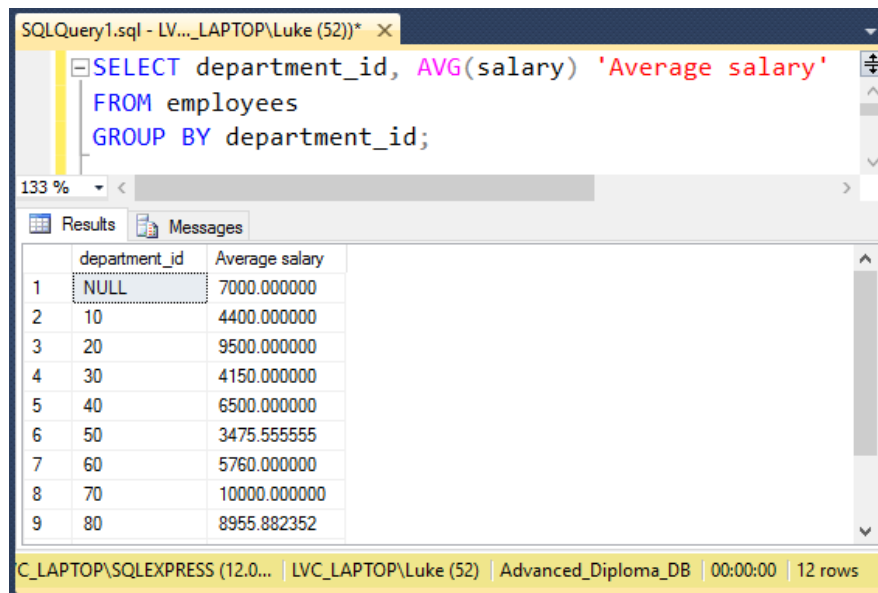 SQLQuery1.sql - LV..._LAPTOP\Luke (52))* ×
SELECT department_id, AVG(salary) 'Average salary'
FROM employees
GROUP BY department_id;
133 %
Results Messages
department_id Average salary
1 NULL 7000.000000
2 10 4400.000000
3 20 9500.000000
4 30 4150.000000
5 40 6500.000000
6 50 3475.555555
7 60 5760.000000
8 70 10000.000000
9 80 8955.882352
C_LAPTOP\SQLEXPRESS (12.0... LVC_LAPTOP\Luke (52) Advanced_Diploma_DB 00:00:00 12 rows